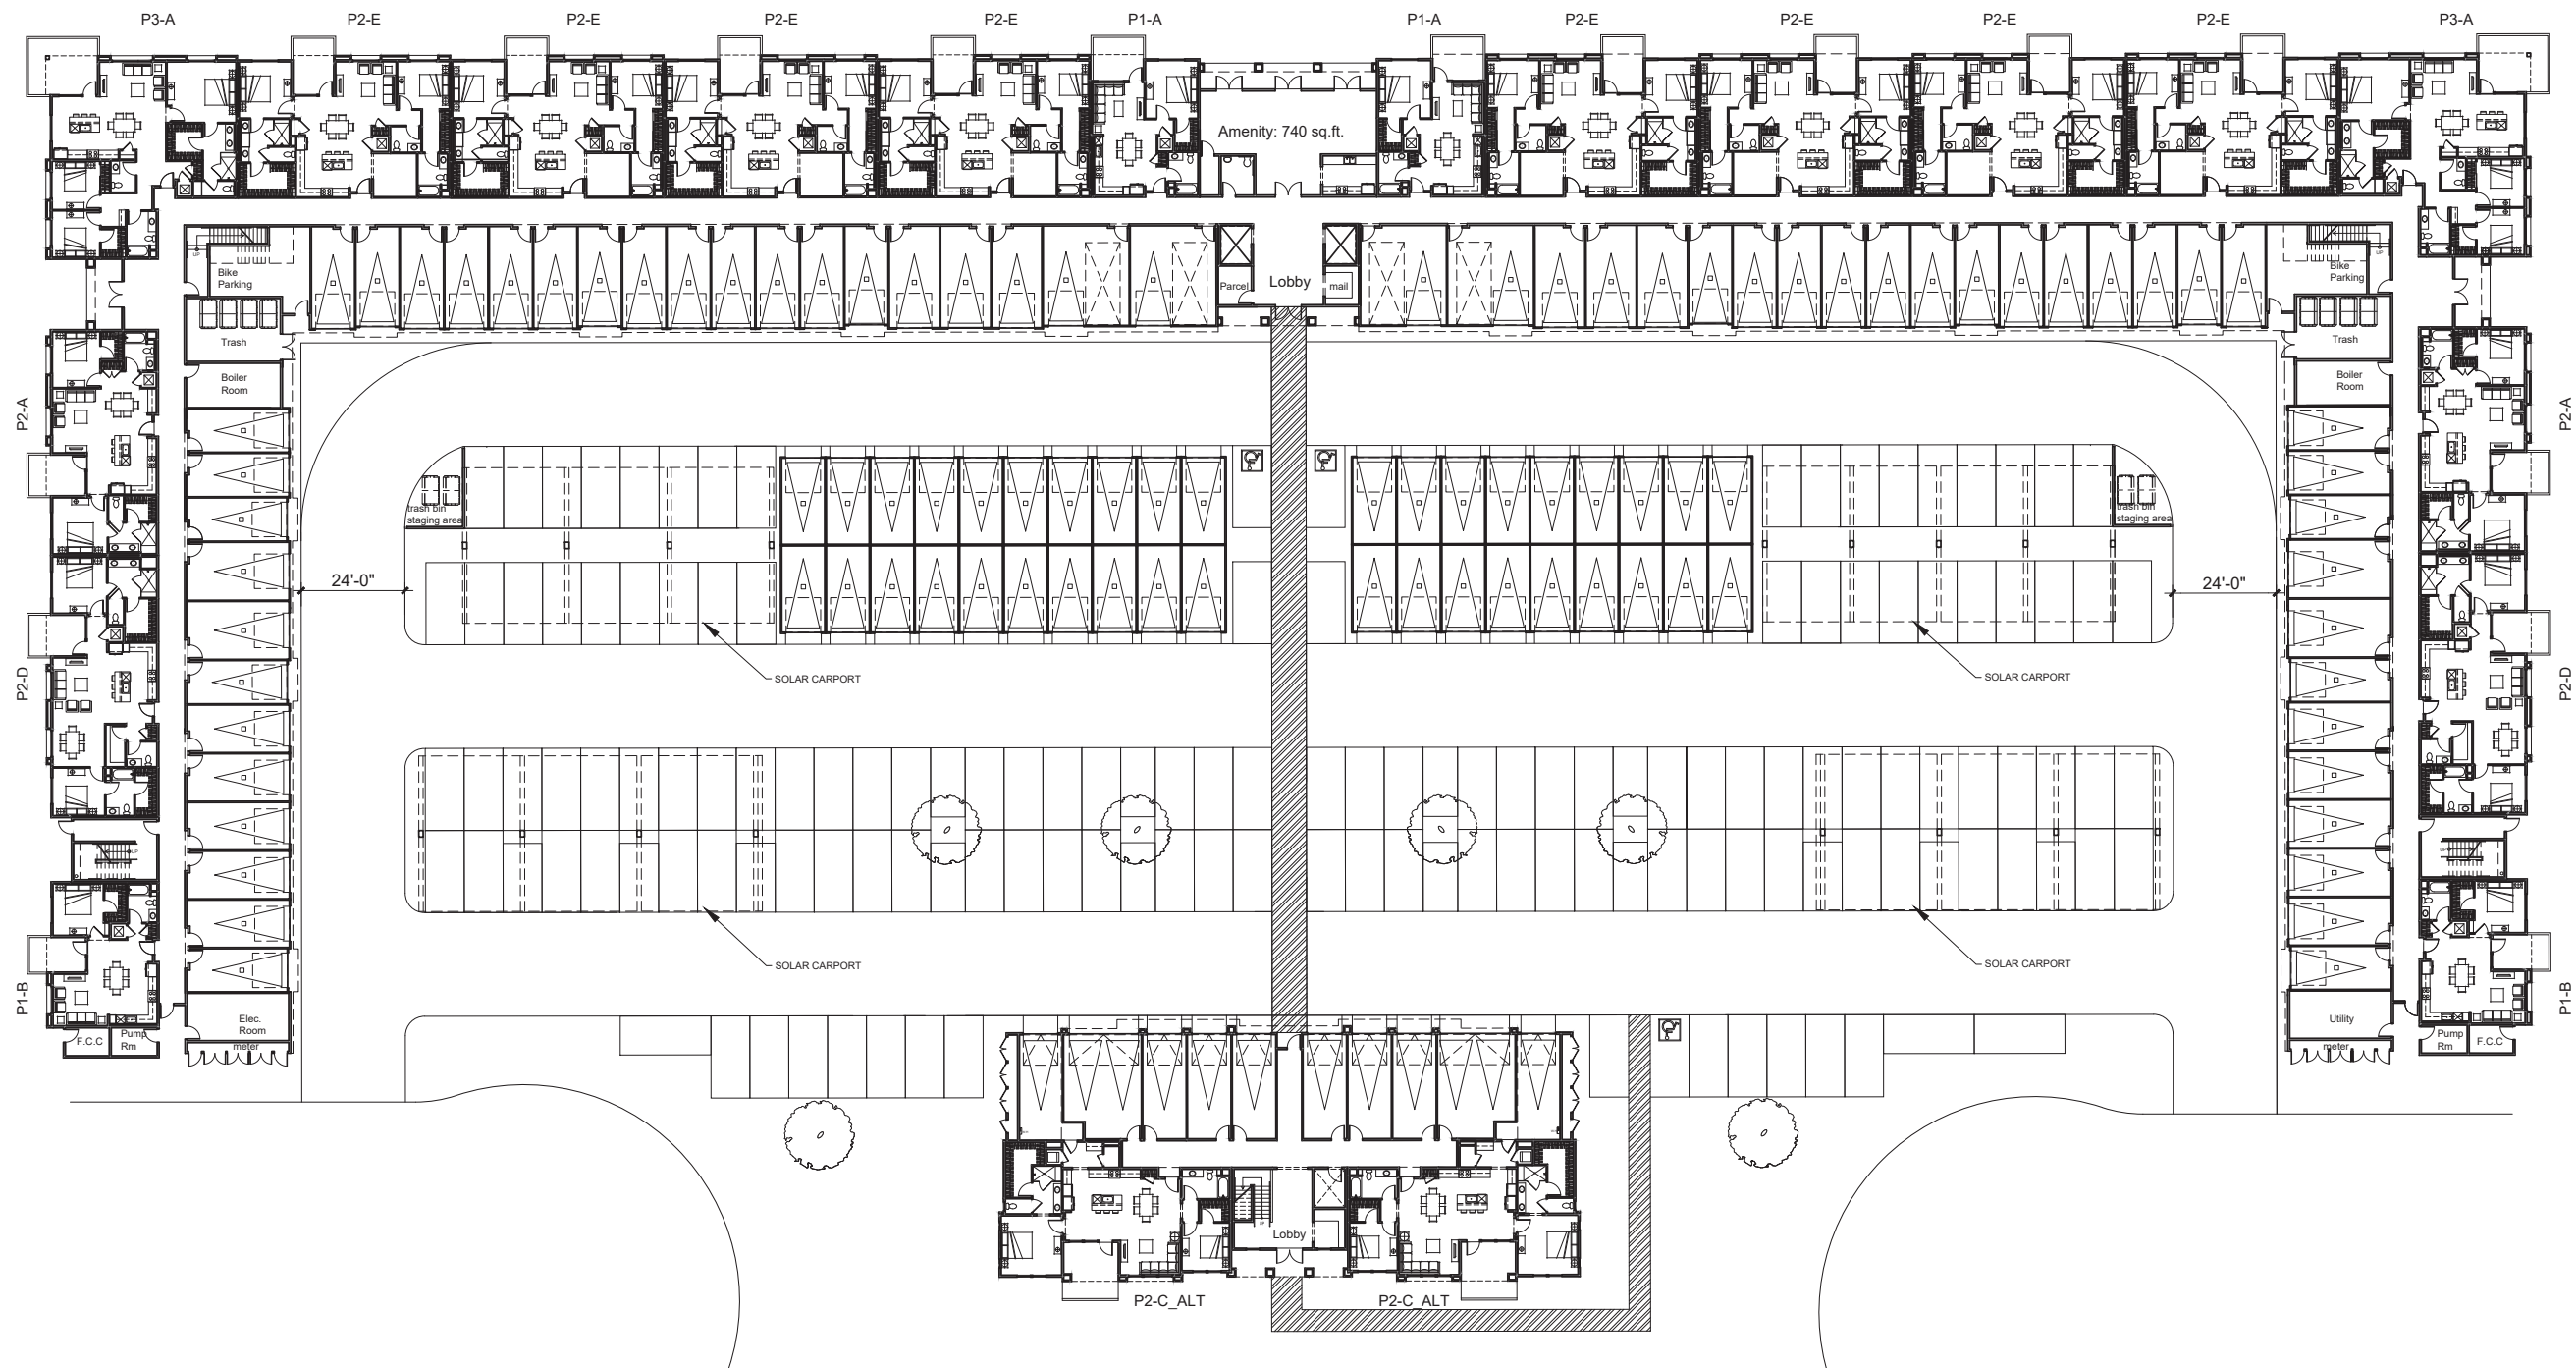 P3-A
P2-E
P2-E
P2-E
P2-E
P1-A
P1-A
P2-E
P2-E
P2-E
P2-E
P3-A
Amenity: 740 sq.ft.
Bike
Parking
Parcel
Lobby
mail
Bike
Parking
Trash
Trash
Boiler
Room
Boiler
Room
P2-A
P2-A
trash bin
staging area
trash bin
staging area
24'-0"
24'-0"
SOLAR CARPORT
SOLAR CARPORT
P2-D
P2-D
SOLAR CARPORT
SOLAR CARPORT
P1-B
P1-B
Elec.
Room
Utility
F.C.C
Pump
Rm
meter
meter
Pump
Rm
F.C.C
Lobby
P2-C_ALT
P2-C_ALT